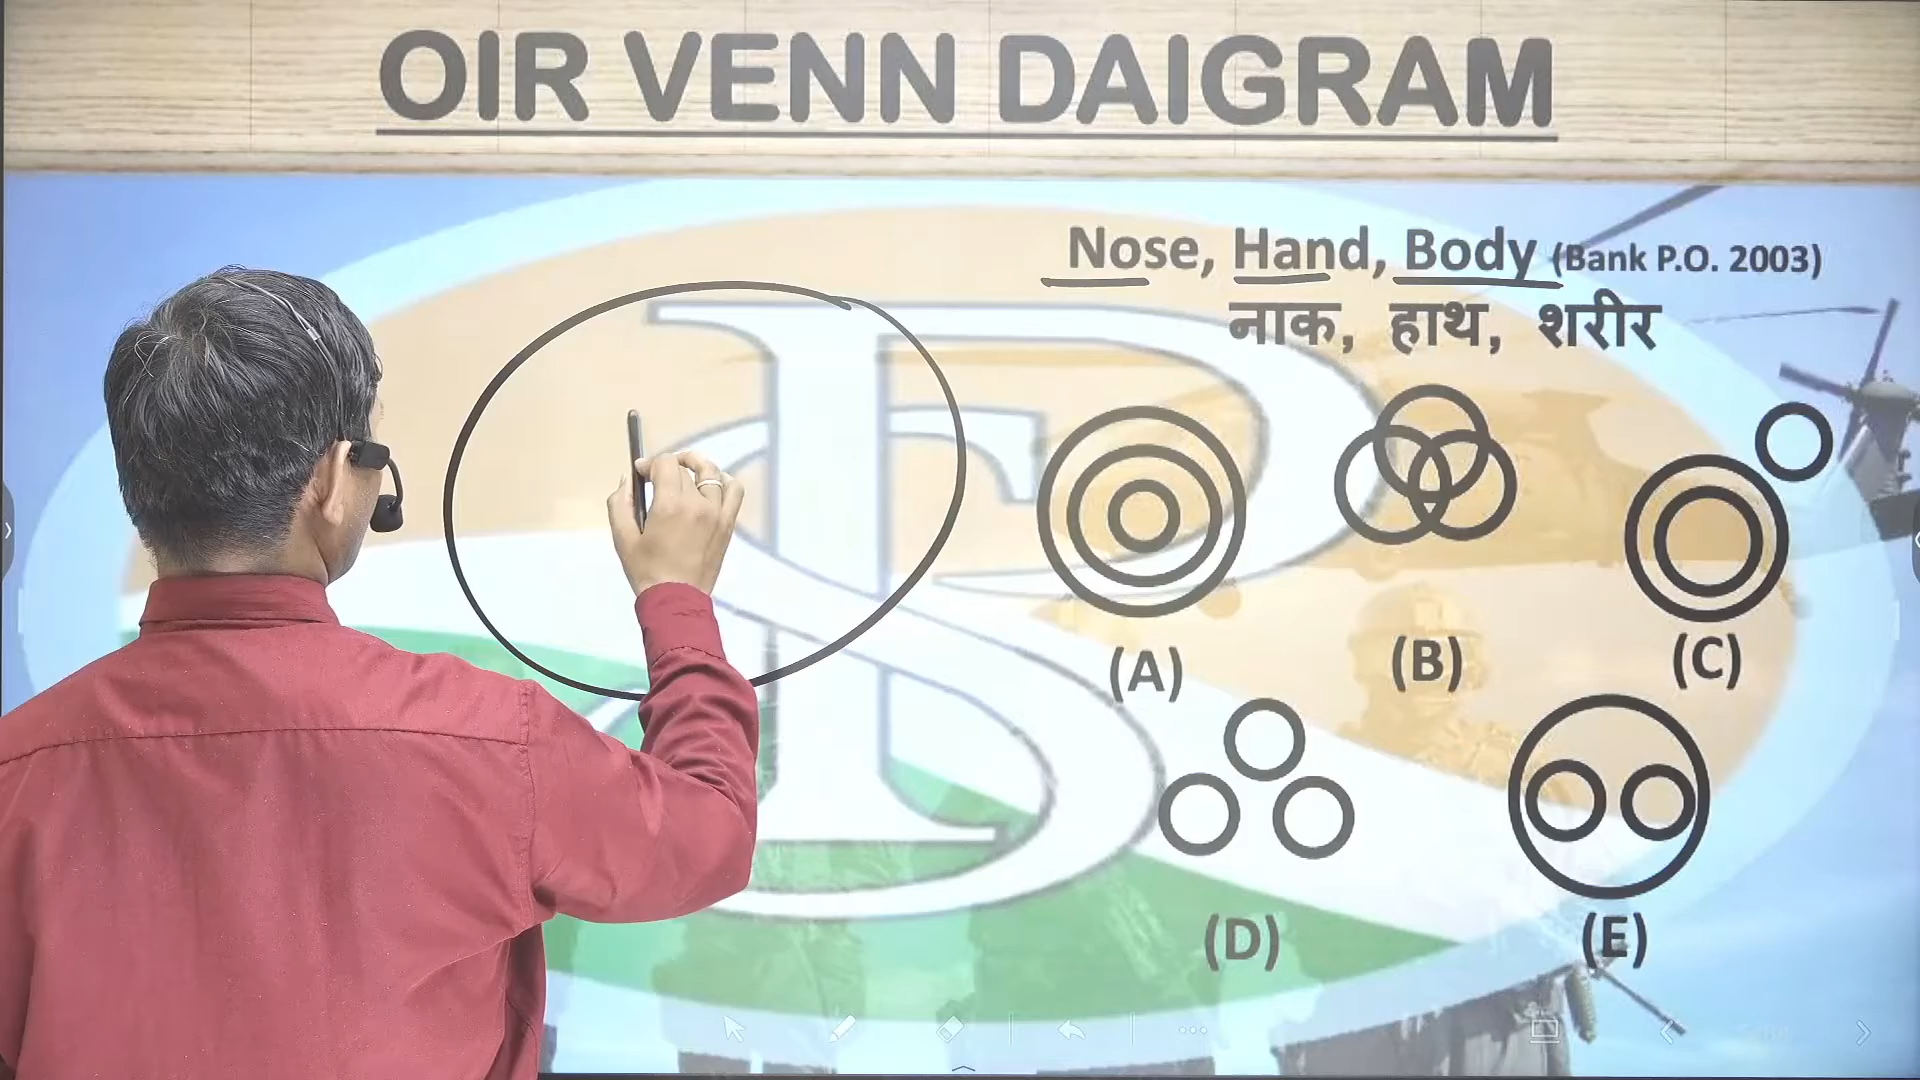 OIR VENN DAIGRAM
Nose, Hand, Body (Bank P.O. 2003)
नाक, हाथ, शरीर
(A)
(B)
(C)
(D)
(E)